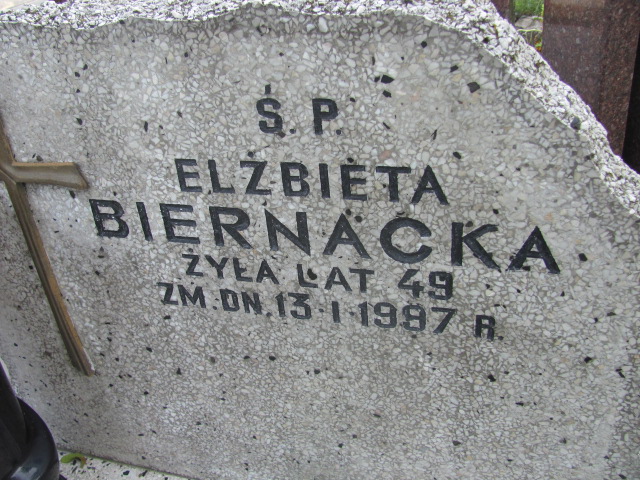 Ś. P.
ELŻBIETA
BIERNACKA
ŻYŁA LAT 49
ZM. DN. 13 · I 1997 R.